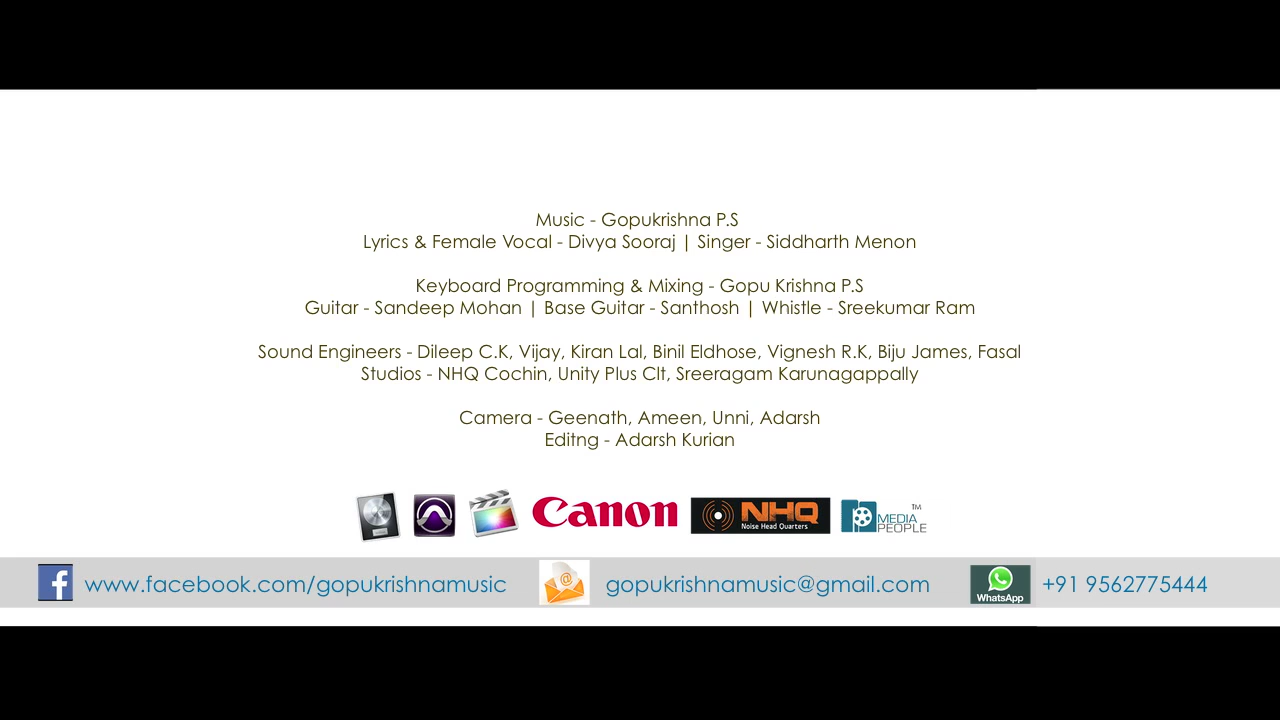 Music - Gopukrishna P.S
Lyrics & Female Vocal - Divya Sooraj | Singer - Siddharth Menon
Keyboard Programming & Mixing - Gopu Krishna P.S
Guitar - Sandeep Mohan | Base Guitar - Santhosh | Whistle - Sreekumar Ram
Sound Engineers - Dileep C.K, Vijay, Kiran Lal, Binil Eldhose, Vignesh R.K, Biju James, Fasal
Studios - NHQ Cochin, Unity Plus Clt, Sreeragam Karunagappally
Camera - Geenath, Ameen, Unni, Adarsh
Editng - Adarsh Kurian
Canon
NHQ
Noise Head Quarters
MEDIA
PEOPLE
TM
www.facebook.com/gopukrishnamusic
gopukrishnamusic@gmail.com
WhatsApp
+91 9562775444